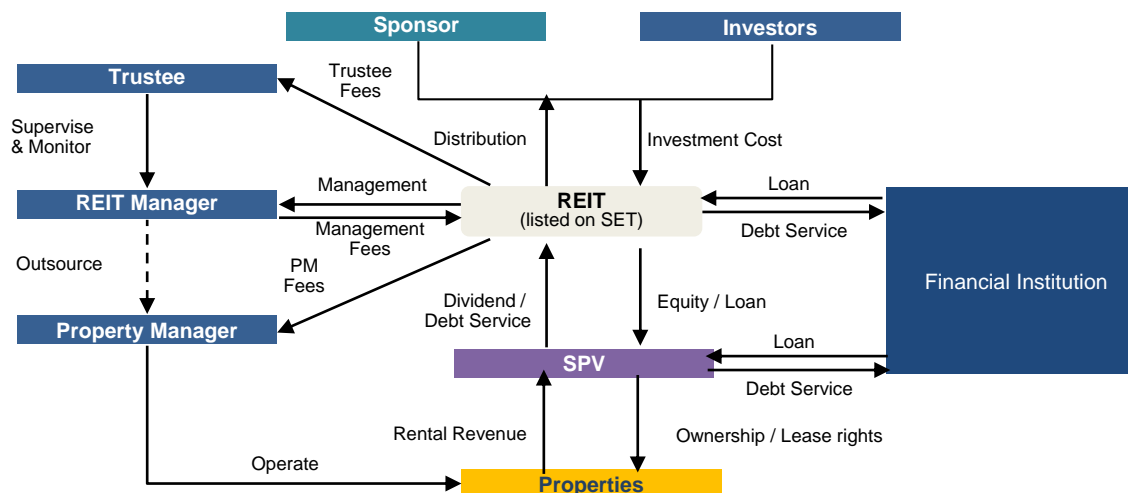 Sponsor
Investors
Trustee
Trustee
Fees
Supervise
& Monitor
Distribution
Investment Cost
REIT Manager
Management
Management
Fees
REIT
(listed on SET)
Loan
Debt Service
Financial Institution
Outsource
PM
Fees
Dividend /
Debt Service
Equity / Loan
Property Manager
SPV
Loan
Debt Service
Rental Revenue
Ownership / Lease rights
Operate
Properties